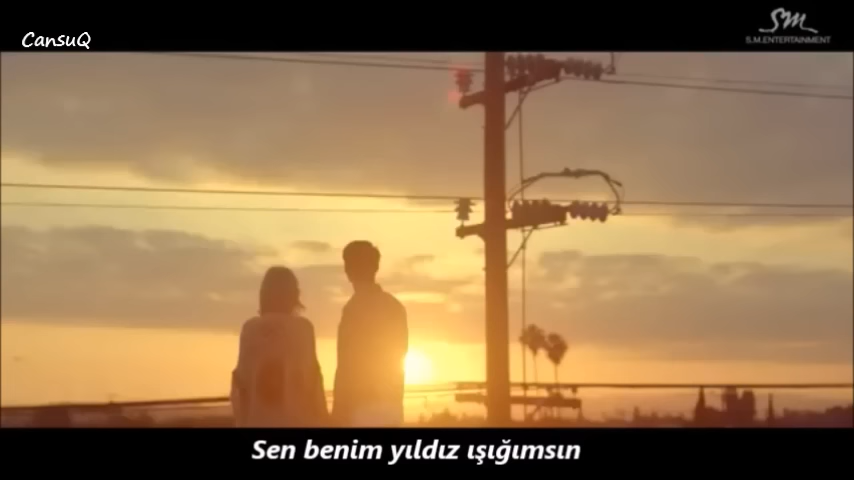 CansuQ
SM
S.M.ENTERTAINMENT
Sen benim yıldız ışığımsın